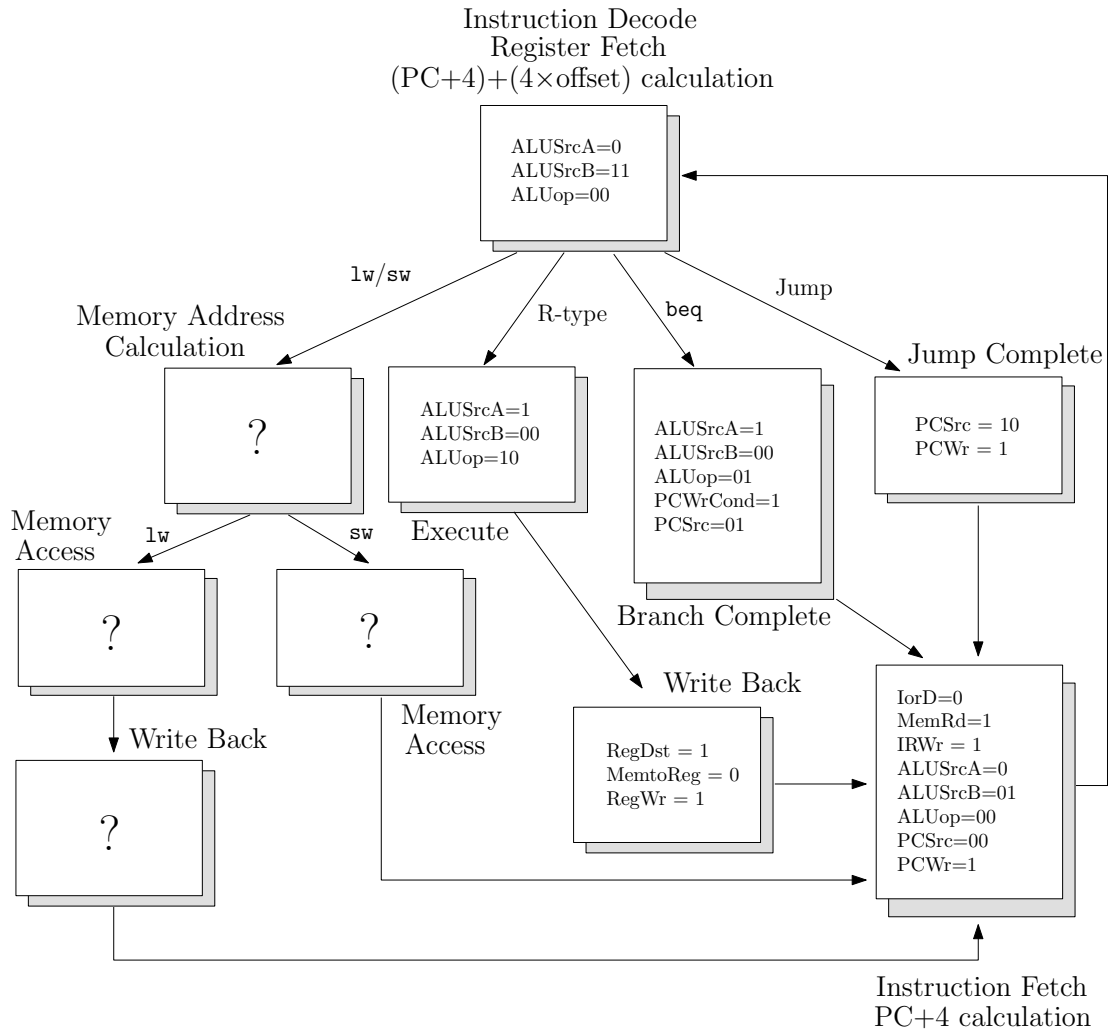 Instruction Decode
Register Fetch
(PC+4)+(4×offset) calculation
ALUSrcA=0
ALUSrcB=11
ALUop=00
lw/sw
R-type
beq
Jump
Memory Address
Calculation
?
ALUSrcA=1
ALUSrcB=00
ALUop=10
Execute
ALUSrcA=1
ALUSrcB=00
ALUop=01
PCWrCond=1
PCSrc=01
Branch Complete
Jump Complete
PCSrc = 10
PCWr = 1
lw
sw
Memory
Access
?
?
Memory
Access
Write Back
?
Write Back
RegDst = 1
MemtoReg = 0
RegWr = 1
IorD=0
MemRd=1
IRWr = 1
ALUSrcA=0
ALUSrcB=01
ALUop=00
PCSrc=00
PCWr=1
Instruction Fetch
PC+4 calculation